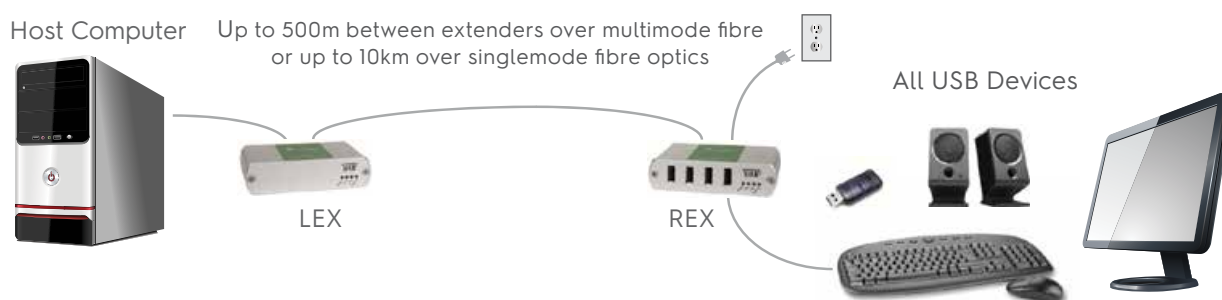 Host Computer
Up to 500m between extenders over multimode fibre
or up to 10km over singlemode fibre optics
All USB Devices
LEX
REX